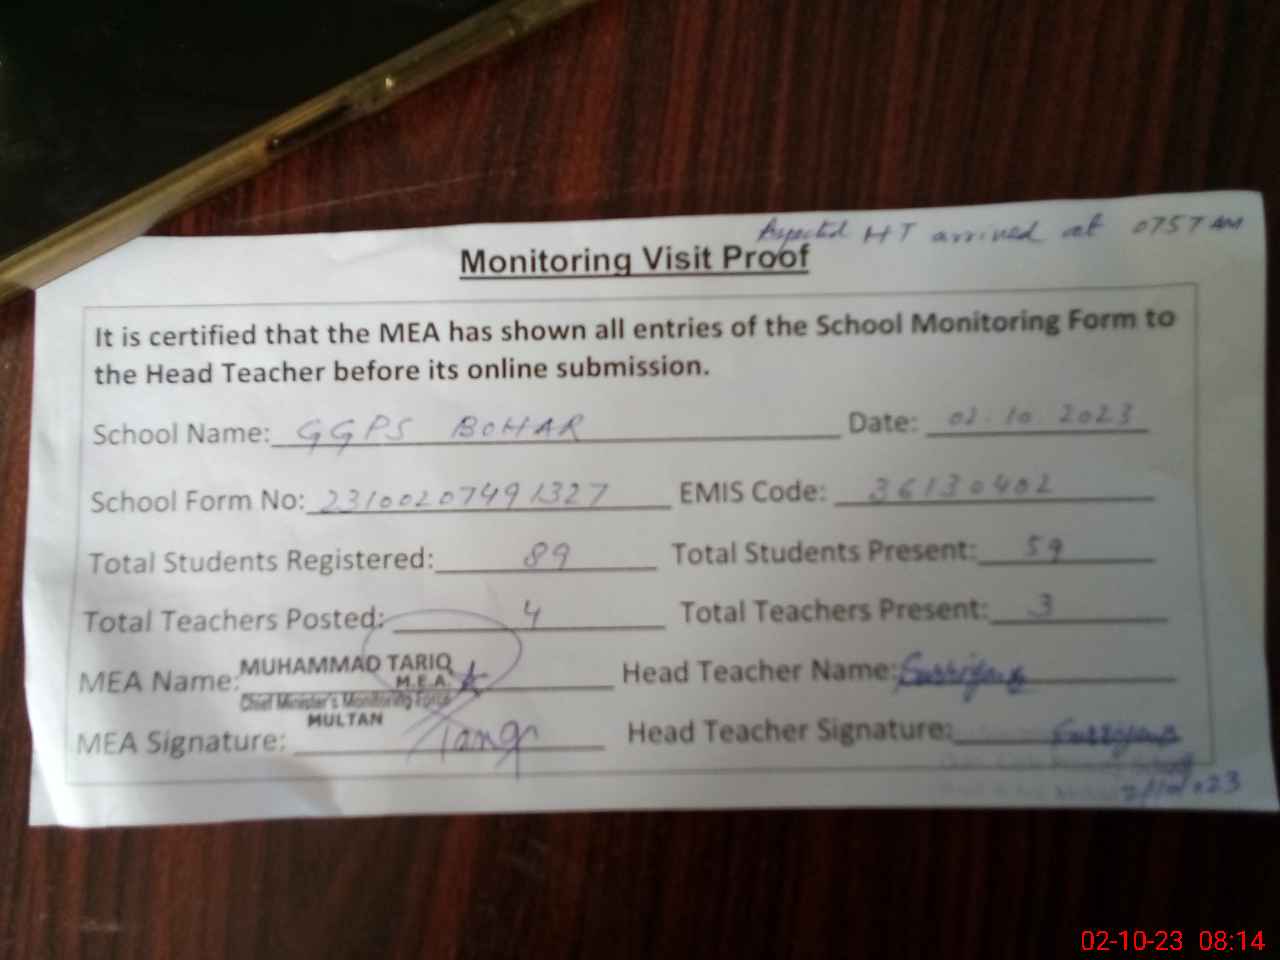 HT arrived at 0757 AM
Monitoring Visit Proof
It is certified that the MEA has shown all entries of the School Monitoring Form to
the Head Teacher before its online submission.
School Name: GGPS BOHAR Date: 02.10.2023
School Form No: 23100207491327 EMIS Code: 36130402
Total Students Registered: 89 Total Students Present: 59
Total Teachers Posted: 4 Total Teachers Present: 3
MEA Name: MUHAMMAD TARIQ Head Teacher Name:
M.E.A
Chief Minister's Monitoring Force
MULTAN
MEA Signature: Tariq Head Teacher Signature:
2/10/023
02-10-23 08:14